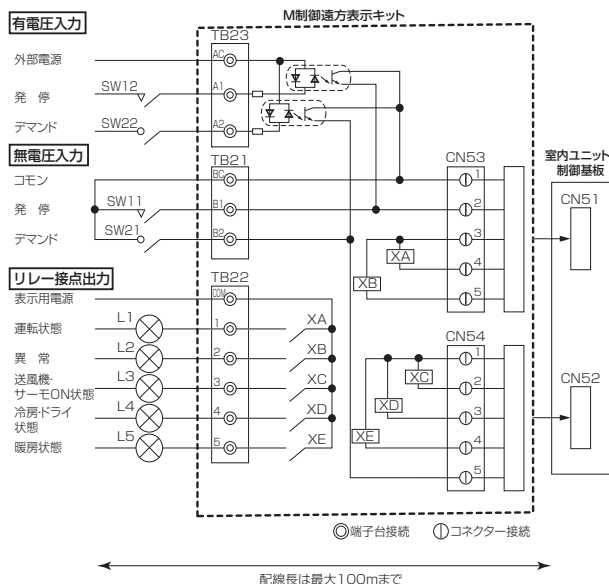 有電圧入力
M制御遠方表示キット
TB23
外部電源
AC
発 停
SW12
A1
デマンド
SW22
A2
無電圧入力
TB21
CN53
室内ユニット
制御基板
コモン
BC
1
CN51
発 停
SW11
B1
2
デマンド
SW21
B2
3
XA
4
XB
5
リレー接点出力
TB22
表示用電源
COM
運転状態
L1
1
XA
CN54
異 常
L2
2
XB
1
送風機・
サーモON状態
L3
3
XC
XC
2
CN52
冷房・ドライ
状態
L4
4
XD
XD
3
暖房状態
L5
5
XE
XE
4
5
端子台接続
コネクター接続
配線長は最大100mまで